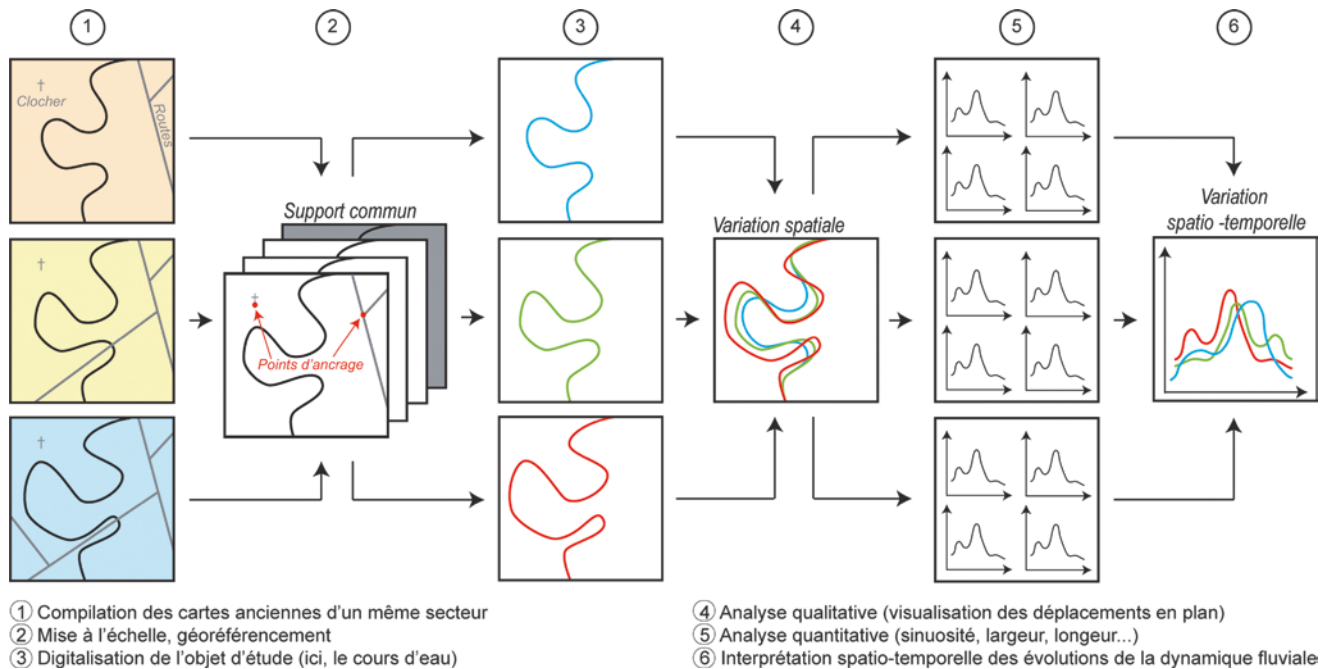 1
2
3
4
5
6
Clocher
Routes
Support commun
Points d'ancrage
Variation spatiale
Variation
spatio -temporelle
1 Compilation des cartes anciennes d'un même secteur
2 Mise à l'échelle, géoréférencement
3 Digitalisation de l'objet d'étude (ici, le cours d'eau)
4 Analyse qualitative (visualisation des déplacements en plan)
5 Analyse quantitative (sinuosité, largeur, longeur...)
6 Interprétation spatio-temporelle des évolutions de la dynamique fluviale